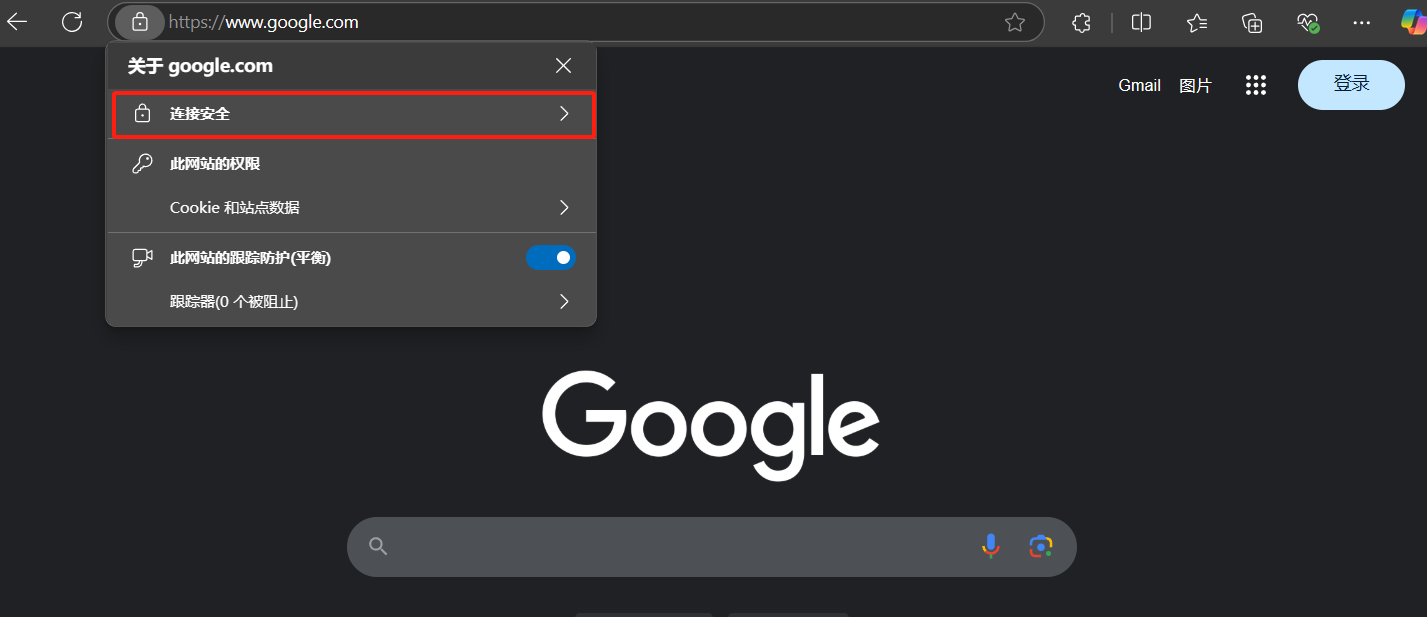 https://www.google.com
关于 google.com
连接安全
此网站的权限
Cookie 和站点数据
此网站的跟踪防护(平衡)
跟踪器(0 个被阻止)
Gmail 图片 登录
Google